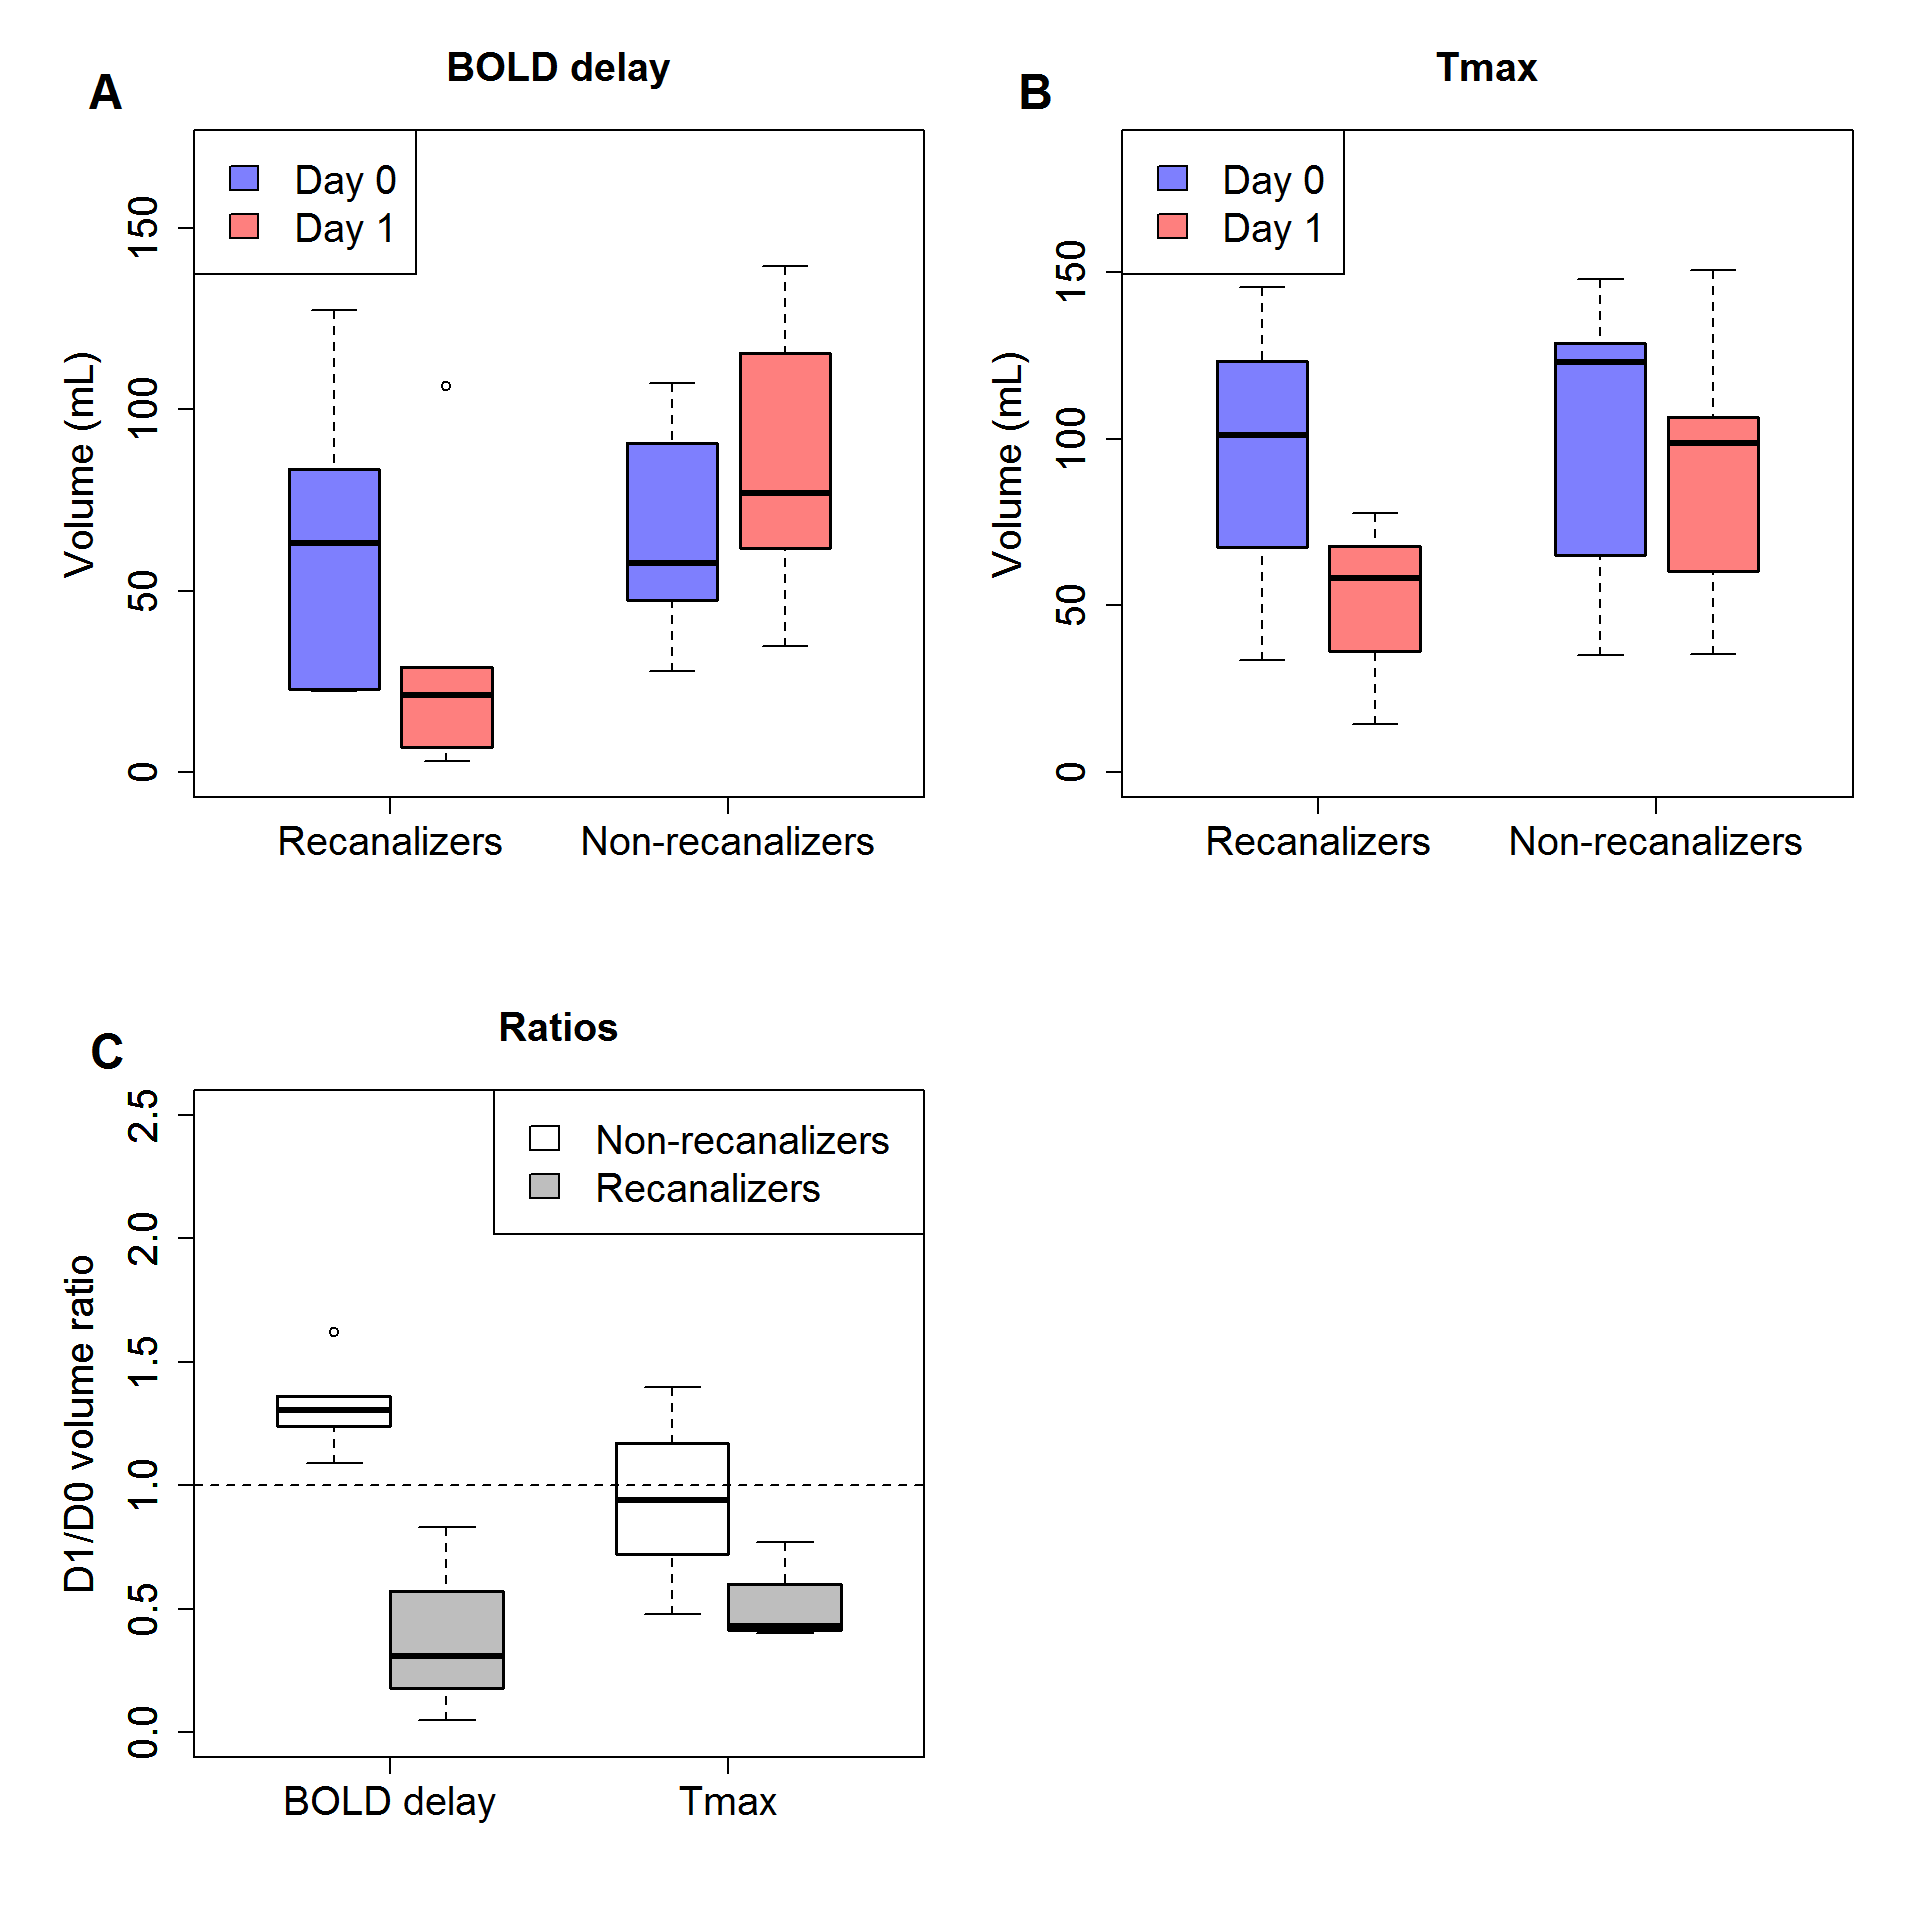 A
BOLD delay
Day 0
Day 1
Volume (mL)
150
100
50
0
Recanalizers
Non-recanalizers
B
Tmax
Day 0
Day 1
Volume (mL)
150
100
50
0
Recanalizers
Non-recanalizers
C
Ratios
Non-recanalizers
Recanalizers
D1/D0 volume ratio
2.5
2.0
1.5
1.0
0.5
0.0
BOLD delay
Tmax